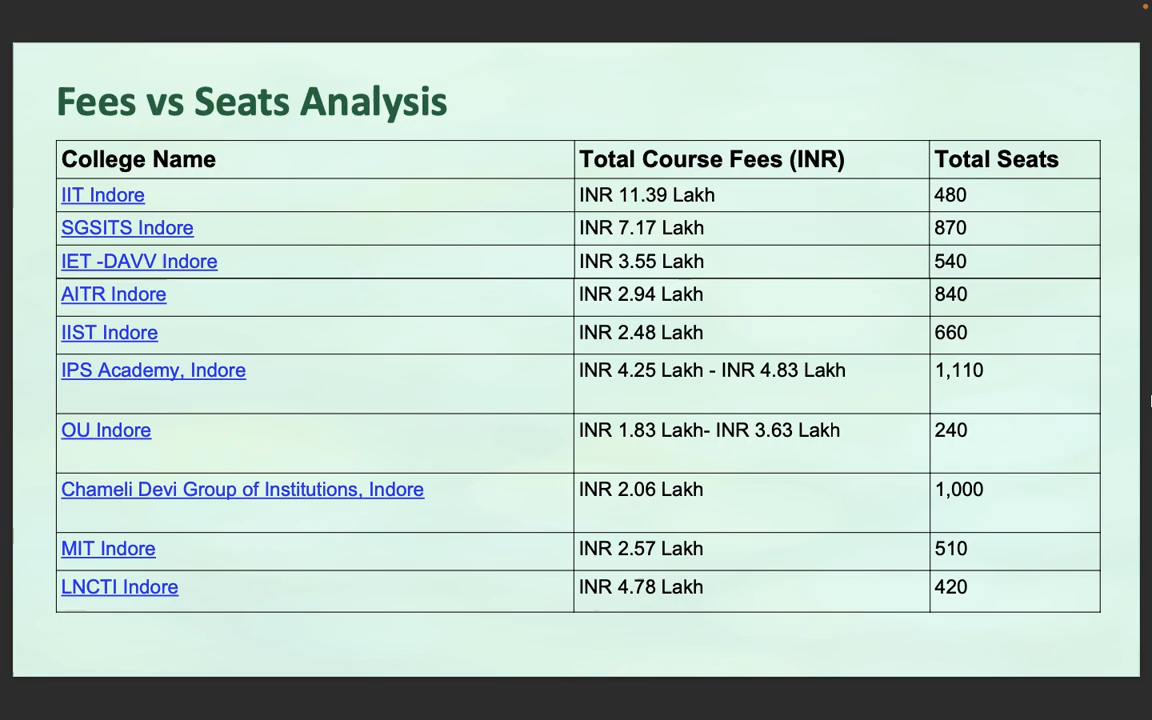 Fees vs Seats Analysis
College Name Total Course Fees (INR) Total Seats
IIT Indore INR 11.39 Lakh 480
SGSITS Indore INR 7.17 Lakh 870
IET -DAVV Indore INR 3.55 Lakh 540
AITR Indore INR 2.94 Lakh 840
IIST Indore INR 2.48 Lakh 660
IPS Academy, Indore INR 4.25 Lakh - INR 4.83 Lakh 1,110
OU Indore INR 1.83 Lakh- INR 3.63 Lakh 240
Chameli Devi Group of Institutions, Indore INR 2.06 Lakh 1,000
MIT Indore INR 2.57 Lakh 510
LNCTI Indore INR 4.78 Lakh 420